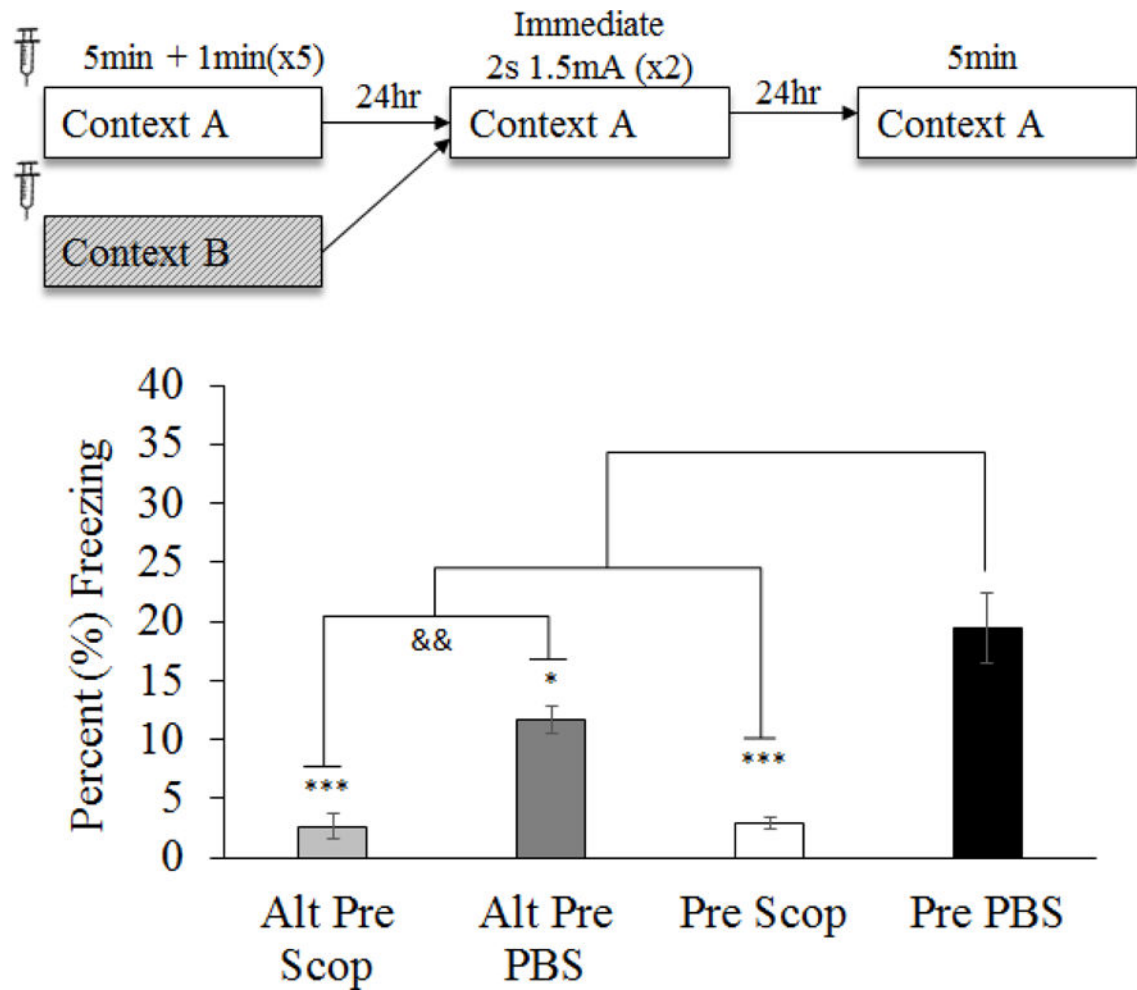 Immediate
5min + 1min(x5)
2s 1.5mA (x2)
5min
Context A
24hr
Context A
24hr
Context A
Context B
Percent (%) Freezing
40
35
30
25
20
15
10
5
0
&&
*
***
***
Alt Pre
Scop
Alt Pre
PBS
Pre Scop
Pre PBS